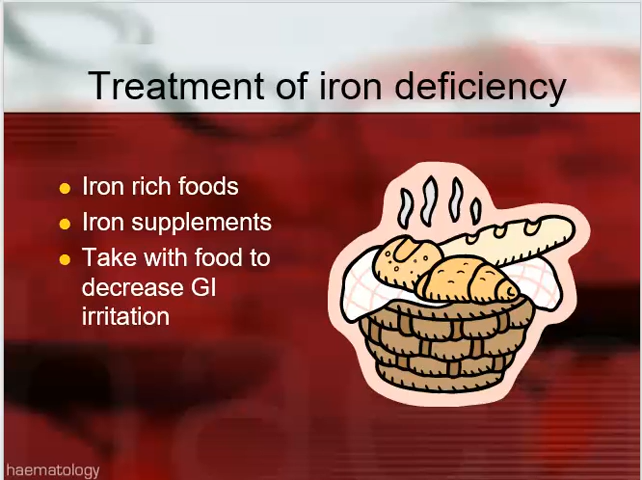 Treatment of iron deficiency
Iron rich foods
Iron supplements
Take with food to
decrease GI
irritation
haematology